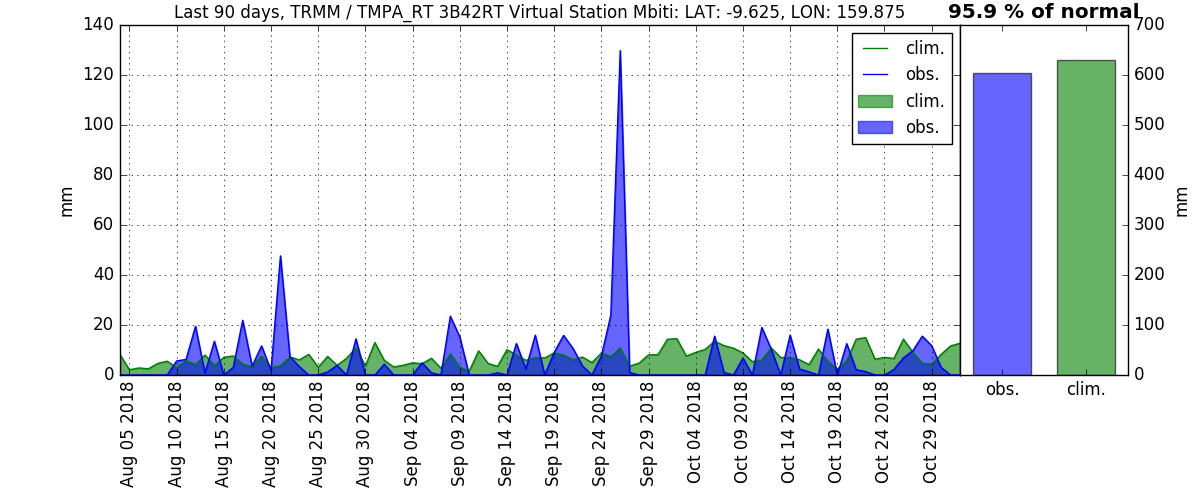 Last 90 days, TRMM / TMPA_RT 3B42RT Virtual Station Mbiti: LAT: -9.625, LON: 159.875
95.9 % of normal
140
120
100
80
60
40
20
0
mm
clim.
obs.
clim.
obs.
700
600
500
400
300
200
100
0
mm
obs.
clim.
Aug 05 2018
Aug 10 2018
Aug 15 2018
Aug 20 2018
Aug 25 2018
Aug 30 2018
Sep 04 2018
Sep 09 2018
Sep 14 2018
Sep 19 2018
Sep 24 2018
Sep 29 2018
Oct 04 2018
Oct 09 2018
Oct 14 2018
Oct 19 2018
Oct 24 2018
Oct 29 2018